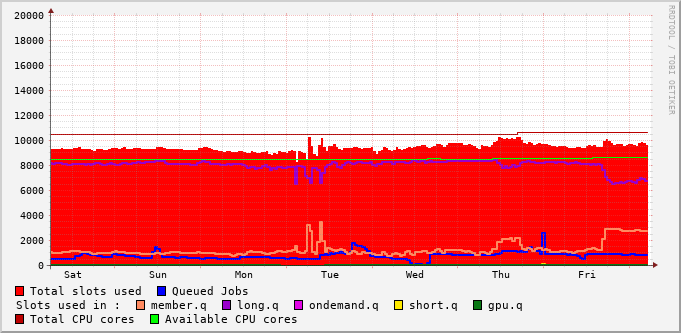 20000
18000
16000
14000
12000
10000
8000
6000
4000
2000
0
Sat Sun Mon Tue Wed Thu Fri
RRDTOOL / TOBI OETIKER
Total slots used Queued Jobs
Slots used in : member.q long.q ondemand.q short.q gpu.q
Total CPU cores Available CPU cores